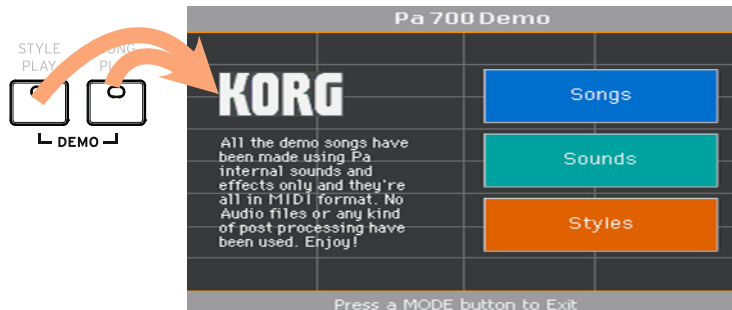 STYLE
PLAY
DEMO
Pa 700 Demo
KORG
All the demo songs have
been made using Pa
internal sounds and
effects only and they're
all in MIDI format. No
Audio files or any kind
of post processing have
been used. Enjoy!
Songs
Sounds
Styles
Press a MODE button to Exit